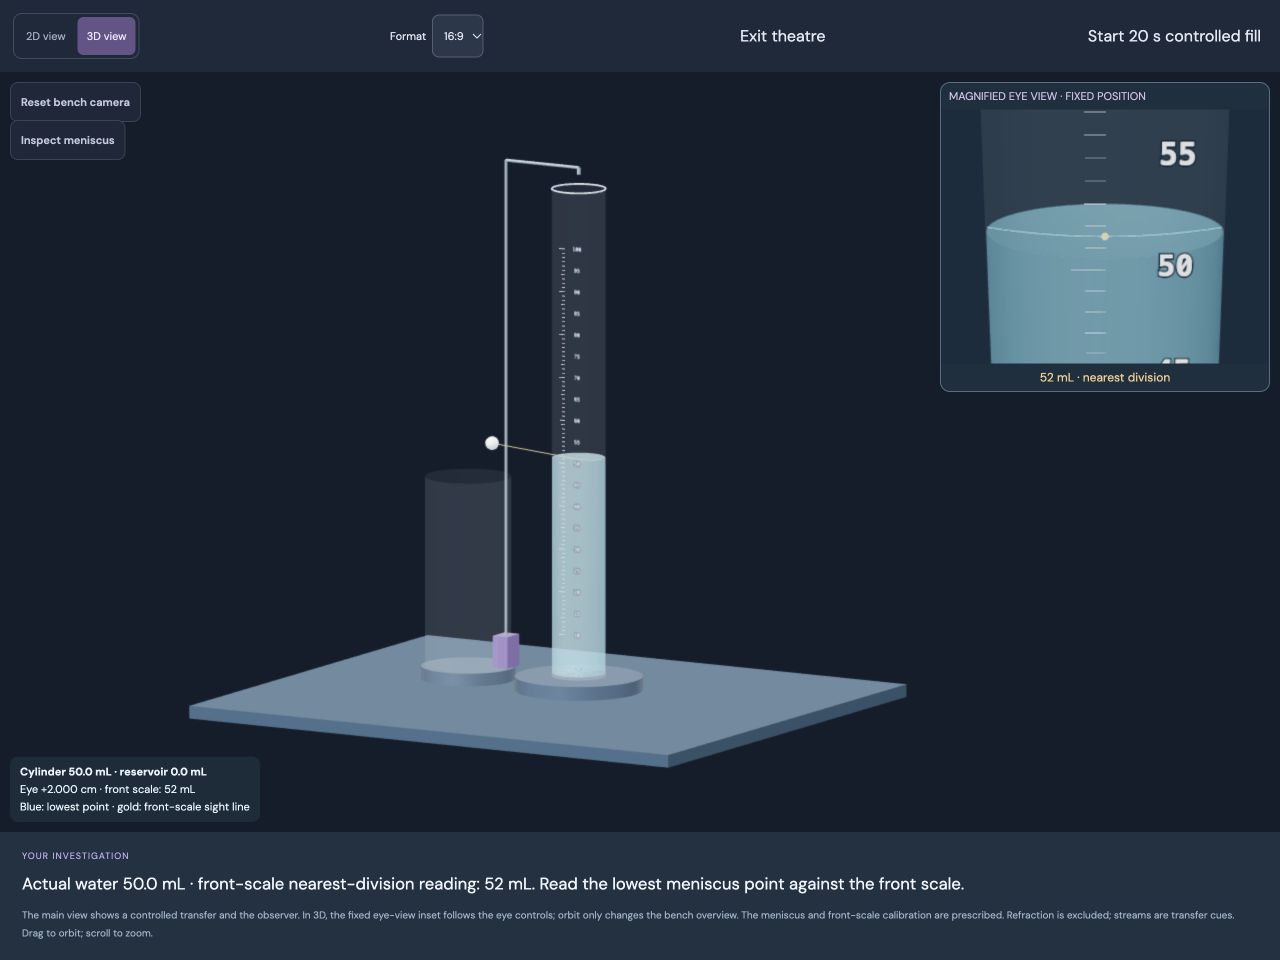 2D view
3D view
Format
16:9
Exit theatre
Start 20 s controlled fill
Reset bench camera
Inspect meniscus
MAGNIFIED EYE VIEW · FIXED POSITION
55
50
52 mL · nearest division
100
Cylinder 50.0 mL · reservoir 0.0 mL
Eye +2.000 cm · front scale: 52 mL
Blue: lowest point · gold: front-scale sight line
YOUR INVESTIGATION
Actual water 50.0 mL · front-scale nearest-division reading: 52 mL. Read the lowest meniscus point against the front scale.
The main view shows a controlled transfer and the observer. In 3D, the fixed eye-view inset follows the eye controls; orbit only changes the bench overview. The meniscus and front-scale calibration are prescribed. Refraction is excluded; streams are transfer cues.
Drag to orbit; scroll to zoom.